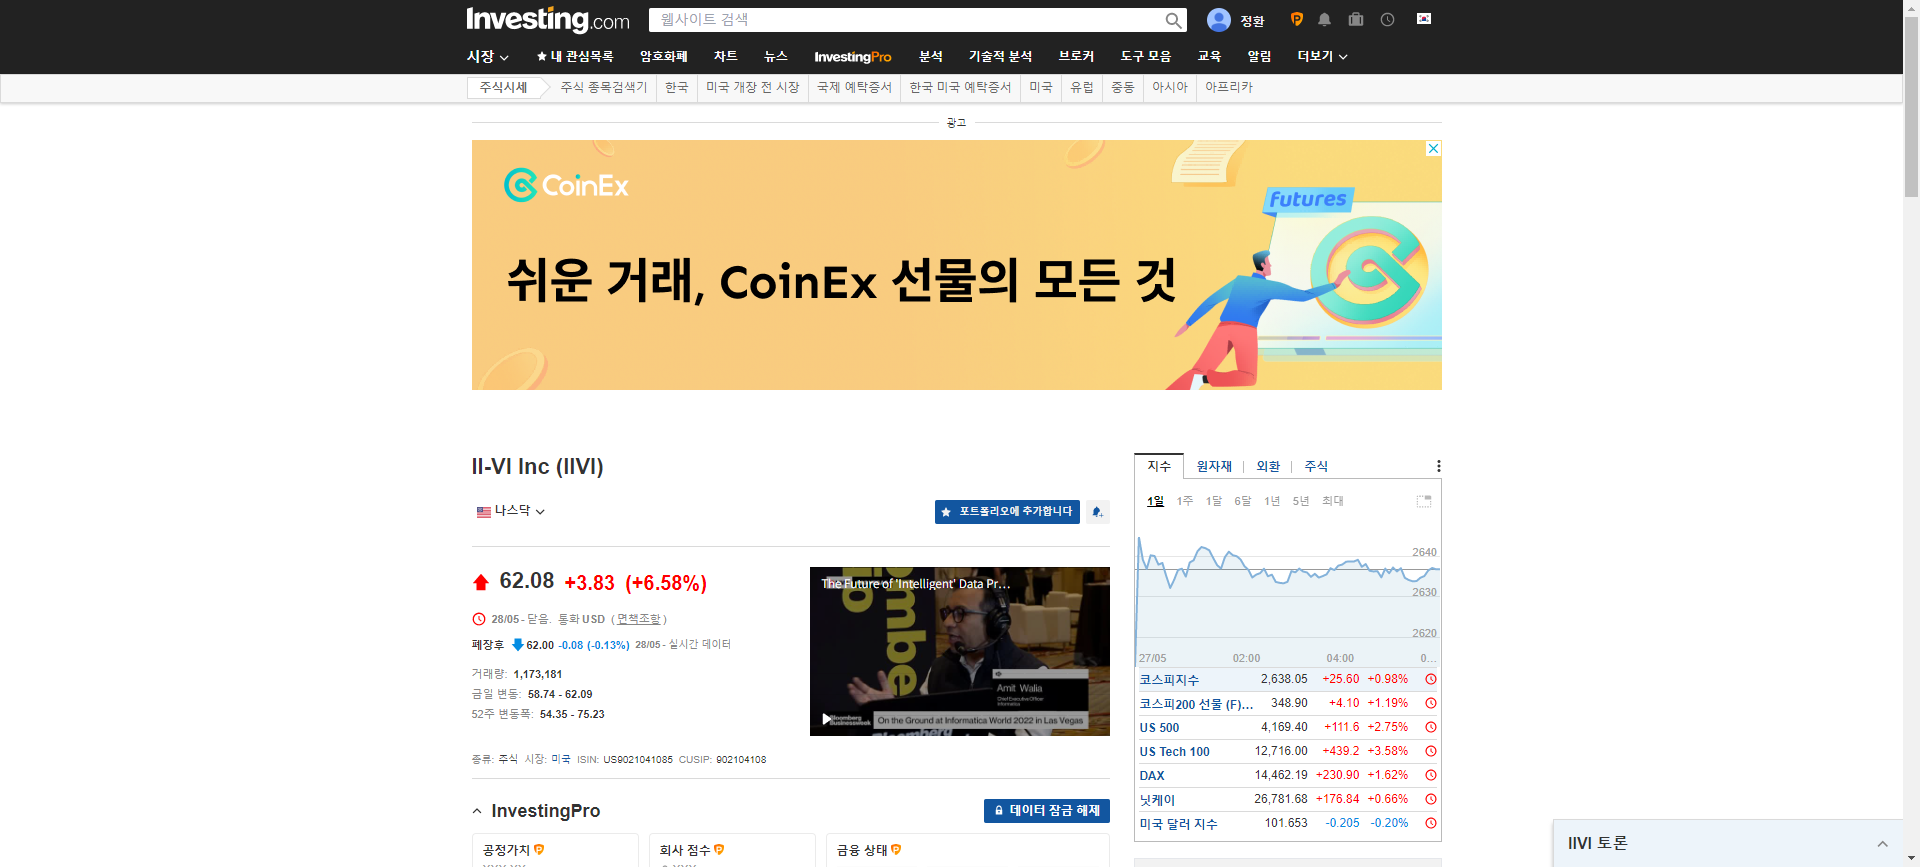 Investing.com
웹사이트 검색
정환
시장
내 관심목록
암호화폐
차트
뉴스
InvestingPro
분석
기술적 분석
브로커
도구 모음
교육
알림
더보기
주식시세
주식 종목검색기
한국
미국 개장 전 시장
국제 예탁증서
한국 미국 예탁증서
미국
유럽
중동
아시아
아프리카
광고
CoinEx
futures
쉬운 거래, CoinEx 선물의 모든 것
II-VI Inc (IIVI)
나스닥
포트폴리오에 추가합니다
62.08 +3.83 (+6.58%)
28/05 - 닫음. 통화 USD ( 면책조항 )
폐장후 62.00 -0.08 (-0.13%) 28/05 - 실시간 데이터
거래량: 1,173,181
금일 변동: 58.74 - 62.09
52주 변동폭: 54.35 - 75.23
The Future of 'Intelligent' Data Pr...
Amit Walia
Chief Executive Officer
Informatica
Bloomberg
Businessweek
On the Ground at Informatica World 2022 in Las Vegas
종류: 주식 시장: 미국 ISIN: US9021041085 CUSIP: 902104108
InvestingPro
데이터 잠금 해제
공정가치
회사 점수
금융 상태
지수
원자재
외환
주식
1일 1주 1달 6달 1년 5년 최대
2640
2630
2620
27/05 02:00 04:00 0...
코스피지수 2,638.05 +25.60 +0.98%
코스피200 선물 (F)... 348.90 +4.10 +1.19%
US 500 4,169.40 +111.6 +2.75%
US Tech 100 12,716.00 +439.2 +3.58%
DAX 14,462.19 +230.90 +1.62%
닛케이 26,781.68 +176.84 +0.66%
미국 달러 지수 101.653 -0.205 -0.20%
IIVI 토론